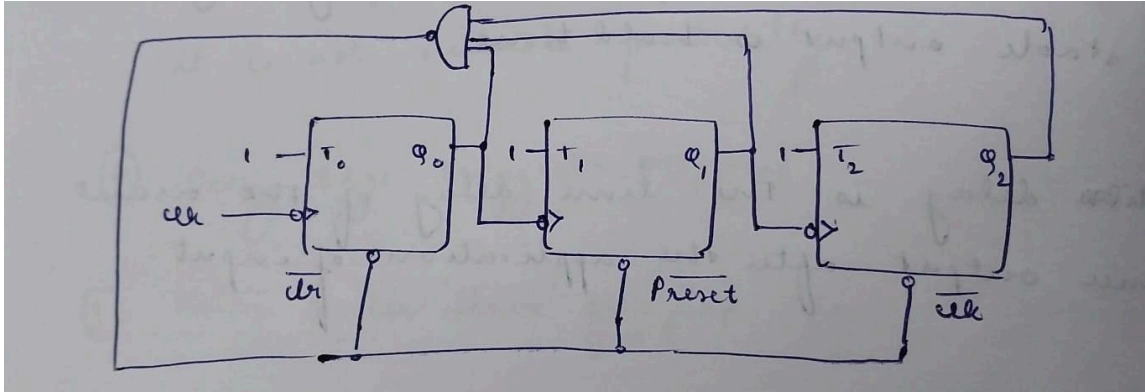 1 T₀ Q₀ 1 T₁ Q₁ 1 T₂ Q₂
clk
clr Preset clk